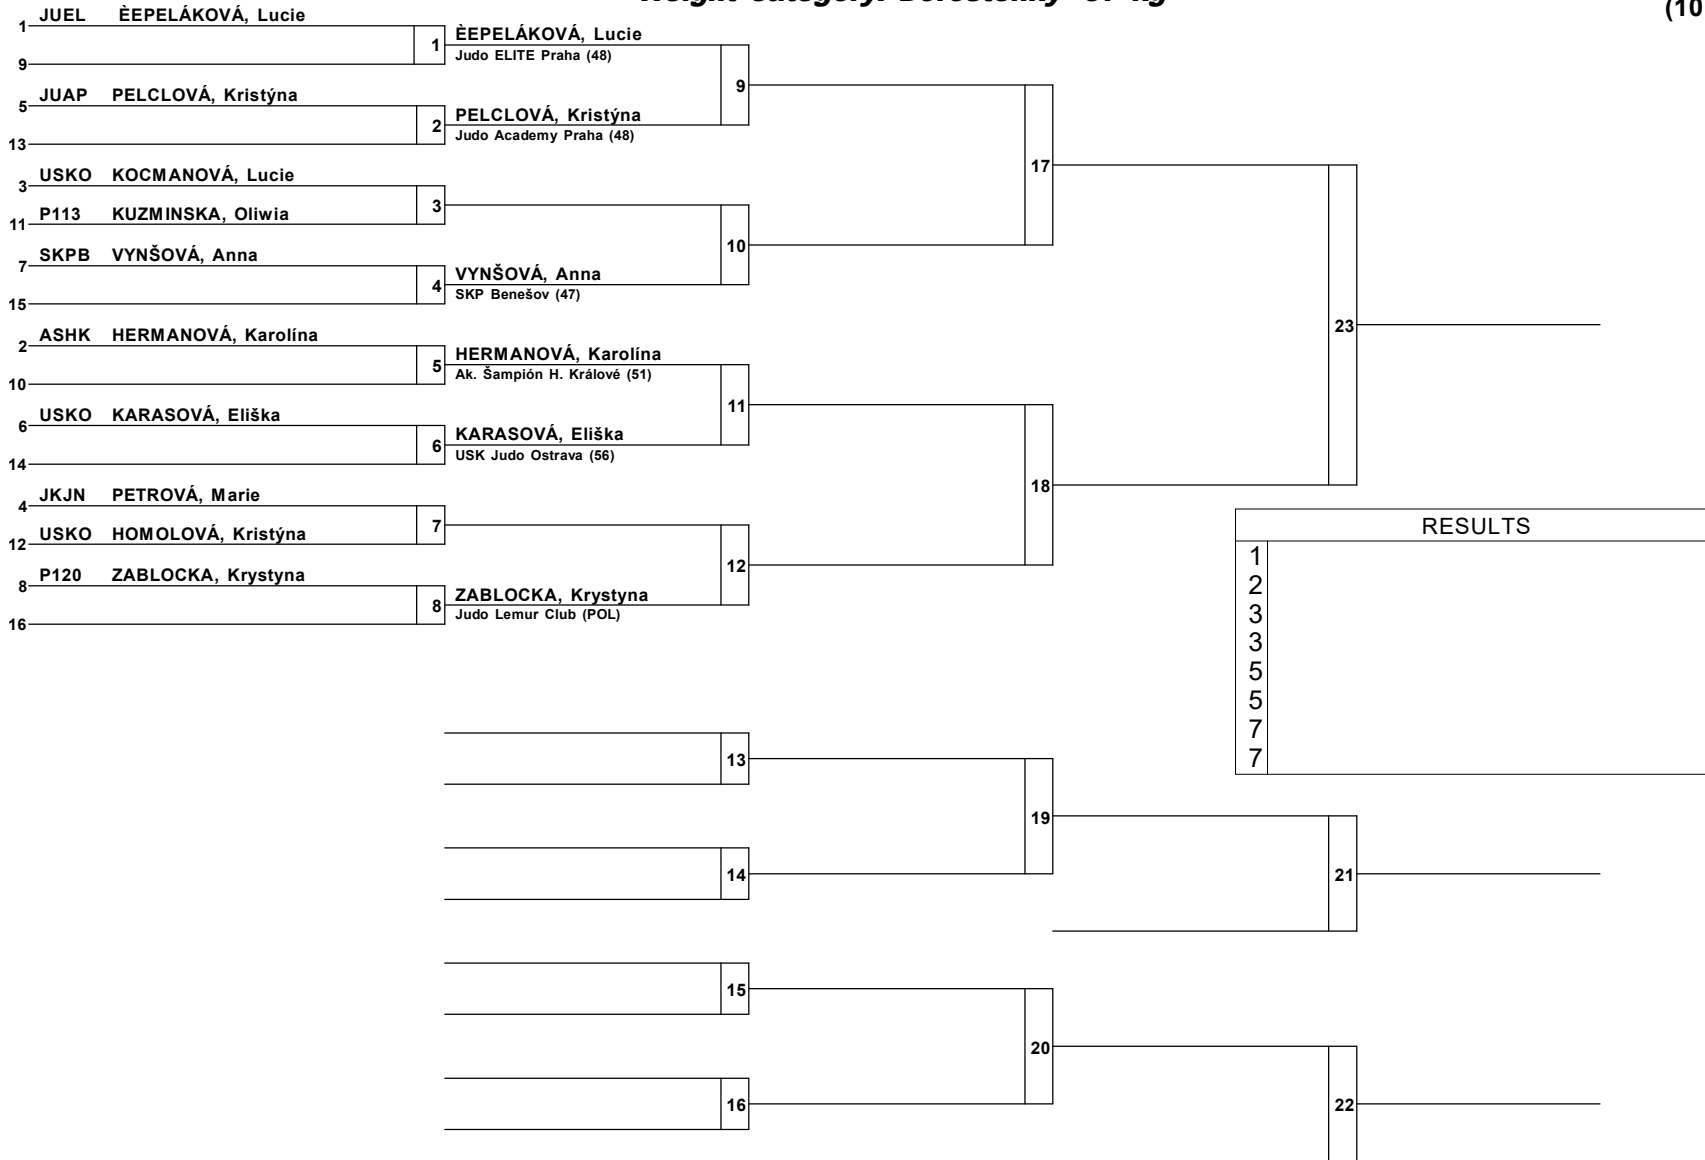 (10
1 JUEL ÈEPELÁKOVÁ, Lucie
1 ÈEPELÁKOVÁ, Lucie
Judo ELITE Praha (48)
9
9
5 JUAP PELCLOVÁ, Kristýna
2 PELCLOVÁ, Kristýna
Judo Academy Praha (48)
13
17
3 USKO KOCMANOVÁ, Lucie
3
11 P113 KUZMINSKA, Oliwia
10
7 SKPB VYNŠOVÁ, Anna
4 VYNŠOVÁ, Anna
SKP Benešov (47)
15
23
2 ASHK HERMANOVÁ, Karolína
5 HERMANOVÁ, Karolína
Ak. Šampión H. Králové (51)
10
11
6 USKO KARASOVÁ, Eliška
6 KARASOVÁ, Eliška
USK Judo Ostrava (56)
14
18
4 JKJN PETROVÁ, Marie
7
12 USKO HOMOLOVÁ, Kristýna
12
8 P120 ZABLOCKA, Krystyna
8 ZABLOCKA, Krystyna
Judo Lemur Club (POL)
16
RESULTS
1
2
3
3
5
5
7
7
13
19
14
21
15
20
16
22